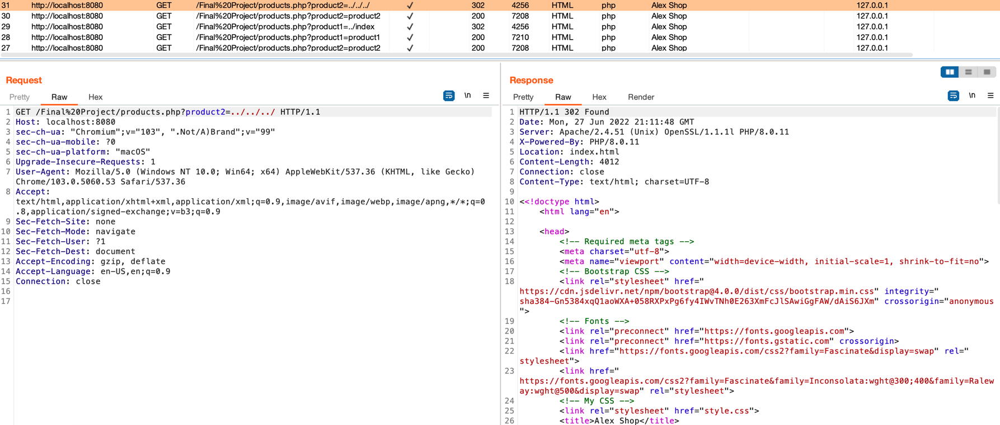 31 http://localhost:8080 GET /Final%20Project/products.php?product2=../../../ ✓ 302 4256 HTML php Alex Shop 127.0.0.1
30 http://localhost:8080 GET /Final%20Project/products.php?product2=product2 ✓ 200 7208 HTML php Alex Shop 127.0.0.1
29 http://localhost:8080 GET /Final%20Project/products.php?product1=../index ✓ 302 4256 HTML php Alex Shop 127.0.0.1
28 http://localhost:8080 GET /Final%20Project/products.php?product1=product1 ✓ 200 7210 HTML php Alex Shop 127.0.0.1
27 http://localhost:8080 GET /Final%20Project/products.php?product2=product2 ✓ 200 7208 HTML php Alex Shop 127.0.0.1
Request
Pretty Raw Hex \n
1 GET /Final%20Project/products.php?product2=../../../ HTTP/1.1
2 Host: localhost:8080
3 sec-ch-ua: "Chromium";v="103", ".Not/A)Brand";v="99"
4 sec-ch-ua-mobile: ?0
5 sec-ch-ua-platform: "macOS"
6 Upgrade-Insecure-Requests: 1
7 User-Agent: Mozilla/5.0 (Windows NT 10.0; Win64; x64) AppleWebKit/537.36 (KHTML, like Gecko)
Chrome/103.0.5060.53 Safari/537.36
8 Accept:
text/html,application/xhtml+xml,application/xml;q=0.9,image/avif,image/webp,image/apng,*/*;q=0
.8,application/signed-exchange;v=b3;q=0.9
9 Sec-Fetch-Site: none
10 Sec-Fetch-Mode: navigate
11 Sec-Fetch-User: ?1
12 Sec-Fetch-Dest: document
13 Accept-Encoding: gzip, deflate
14 Accept-Language: en-US,en;q=0.9
15 Connection: close
16
17
Response
Pretty Raw Hex Render \n
1 HTTP/1.1 302 Found
2 Date: Mon, 27 Jun 2022 21:11:48 GMT
3 Server: Apache/2.4.51 (Unix) OpenSSL/1.1.1l PHP/8.0.11
4 X-Powered-By: PHP/8.0.11
5 Location: index.html
6 Content-Length: 4012
7 Connection: close
8 Content-Type: text/html; charset=UTF-8
9
10 <<!doctype html>
11 <html lang="en">
12
13 <head>
14 <!-- Required meta tags -->
15 <meta charset="utf-8">
16 <meta name="viewport" content="width=device-width, initial-scale=1, shrink-to-fit=no">
17 <!-- Bootstrap CSS -->
18 <link rel="stylesheet" href="
https://cdn.jsdelivr.net/npm/bootstrap@4.0.0/dist/css/bootstrap.min.css" integrity="
sha384-Gn5384xqQ1aoWXA+058RXPxPg6fy4IWvTNh0E263XmFcJlSAwiGgFAW/dAiS6JXm" crossorigin="anonymous
">
19 <!-- Fonts -->
20 <link rel="preconnect" href="https://fonts.googleapis.com">
21 <link rel="preconnect" href="https://fonts.gstatic.com" crossorigin>
22 <link href="https://fonts.googleapis.com/css2?family=Fascinate&display=swap" rel="
stylesheet">
23 <link href="
https://fonts.googleapis.com/css2?family=Fascinate&family=Inconsolata:wght@300;400&family=Ralew
ay:wght@500&display=swap" rel="stylesheet">
24 <!-- My CSS -->
25 <link rel="stylesheet" href="style.css">
26 <title>Alex Shop</title>